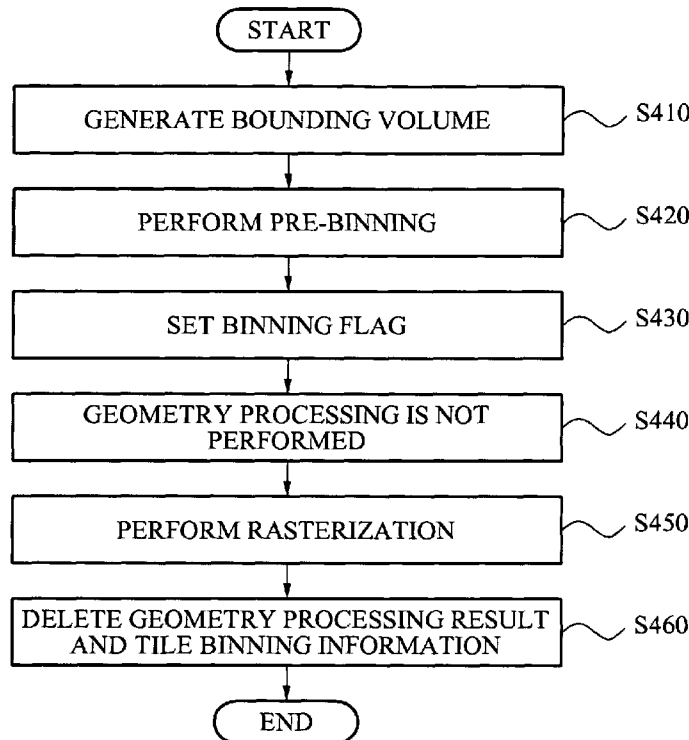 START
GENERATE BOUNDING VOLUME
S410
PERFORM PRE-BINNING
S420
SET BINNING FLAG
S430
GEOMETRY PROCESSING IS NOT
PERFORMED
S440
PERFORM RASTERIZATION
S450
DELETE GEOMETRY PROCESSING RESULT
AND TILE BINNING INFORMATION
S460
END